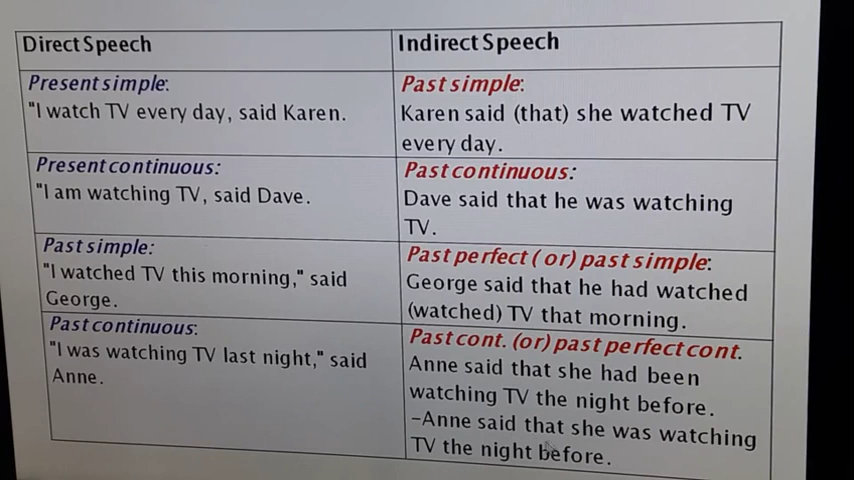 Direct Speech
Indirect Speech
Present simple:
"I watch TV every day, said Karen.
Past simple:
Karen said (that) she watched TV
every day.
Present continuous:
"I am watching TV, said Dave.
Past continuous:
Dave said that he was watching
TV.
Past simple:
"I watched TV this morning," said
George.
Past perfect ( or) past simple:
George said that he had watched
(watched) TV that morning.
Past continuous:
"I was watching TV last night," said
Anne.
Past cont. (or) past perfect cont.
Anne said that she had been
watching TV the night before.
-Anne said that she was watching
TV the night before.